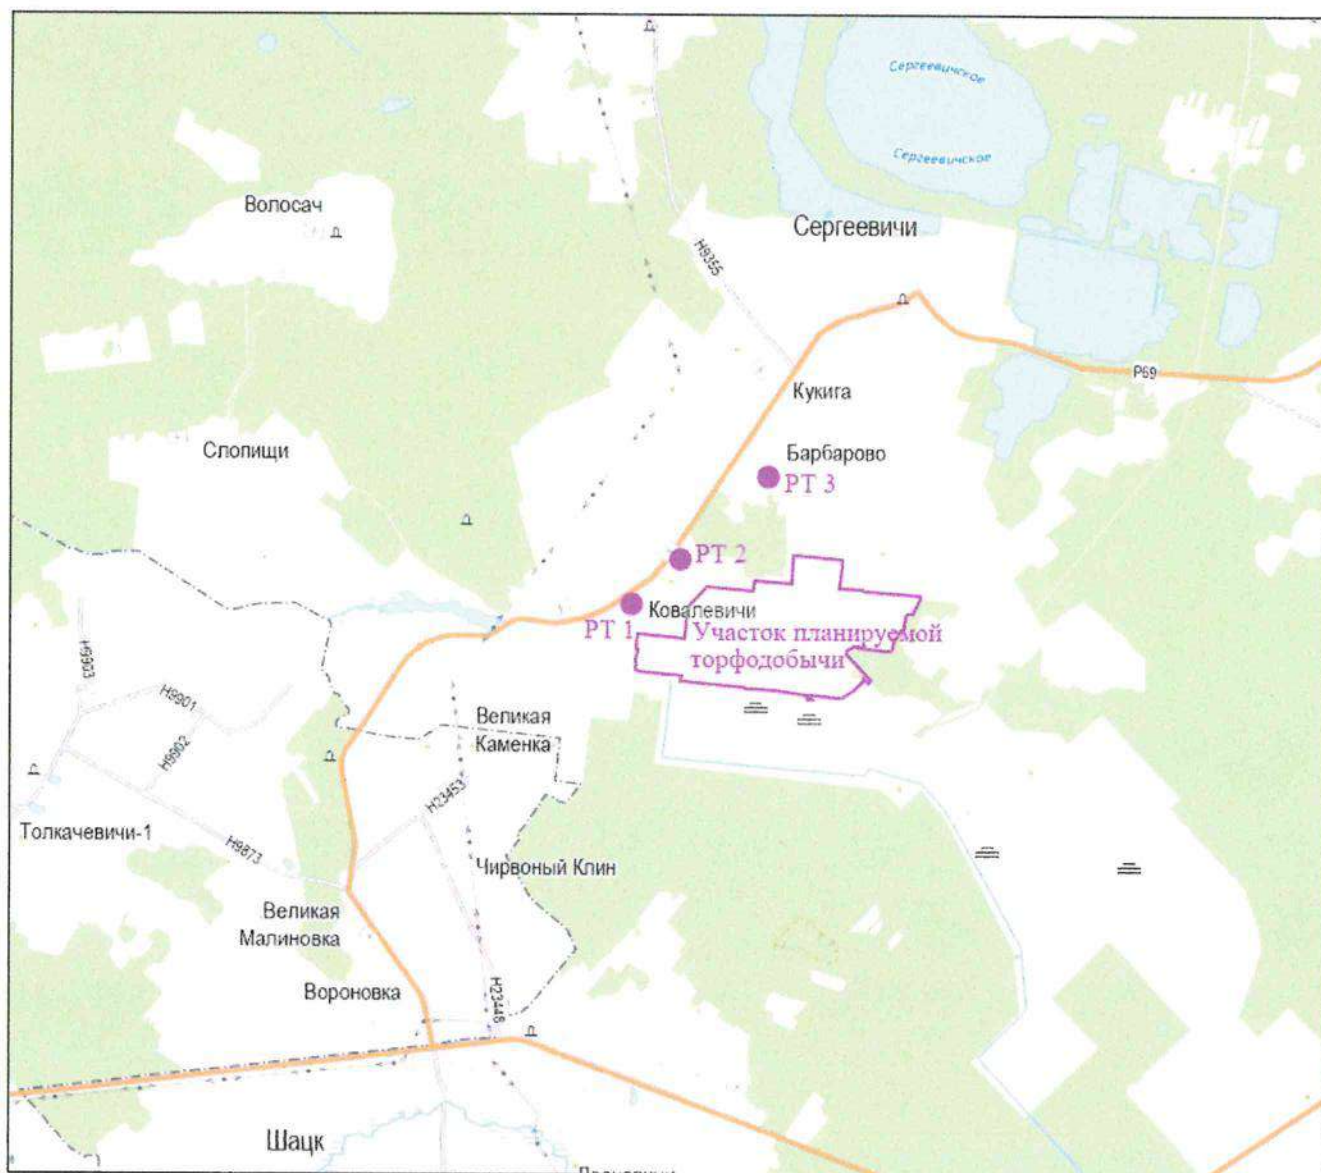 Сергеевичское
Сергеевичское
Волосач
Сергеевичи
Н9355
Р69
Кукига
Слопищи
Барбарово
РТ 3
РТ 2
Ковалевичи
РТ 1
Участок планируемой
торфодобычи
Н9903
Н9901
Н9902
Великая
Каменка
Н23453
Толкачевичи-1
Н9873
Чирвоный Клин
Великая
Малиновка
Вороновка
Н23448
Шацк